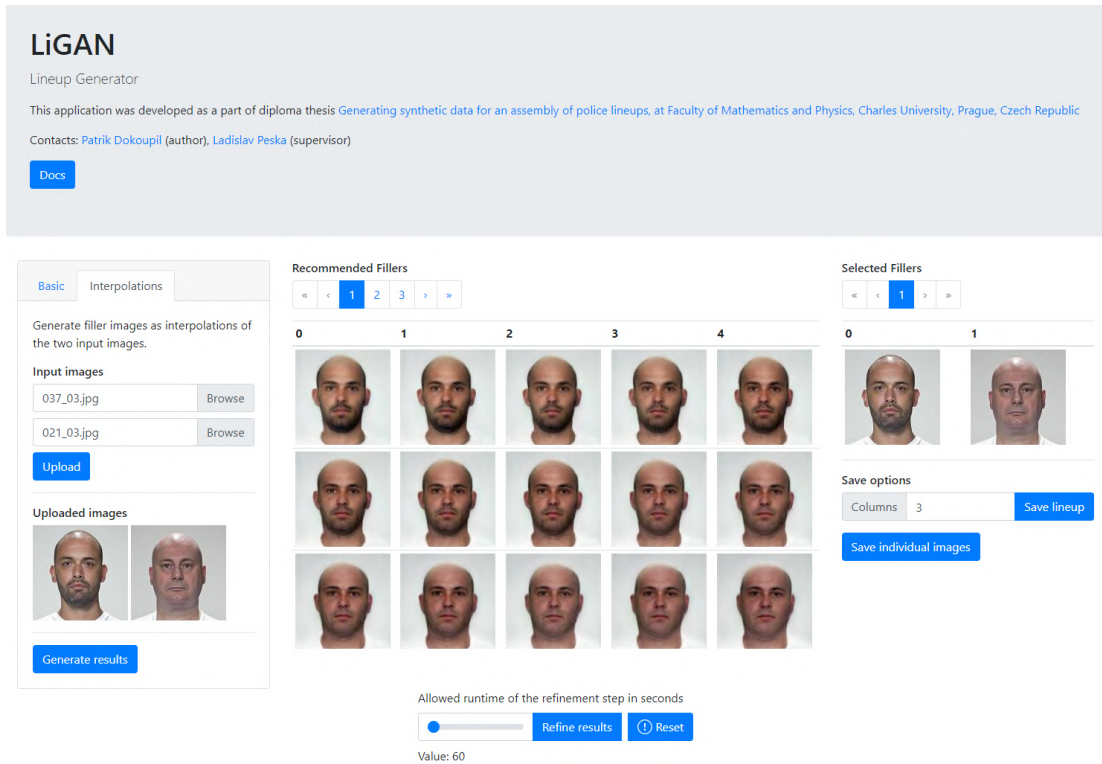 LiGAN
Lineup Generator
This application was developed as a part of diploma thesis Generating synthetic data for an assembly of police lineups, at Faculty of Mathematics and Physics, Charles University, Prague, Czech Republic
Contacts: Patrik Dokoupil (author), Ladislav Peska (supervisor)
Docs
Basic
Interpolations
Generate filler images as interpolations of
the two input images.
Input images
037_03.jpg Browse
021_03.jpg Browse
Upload
Uploaded images
Generate results
Recommended Fillers
« ‹ 1 2 3 › »
0 1 2 3 4
Allowed runtime of the refinement step in seconds
Refine results
Reset
Value: 60
Selected Fillers
« ‹ 1 › »
0 1
Save options
Columns 3 Save lineup
Save individual images